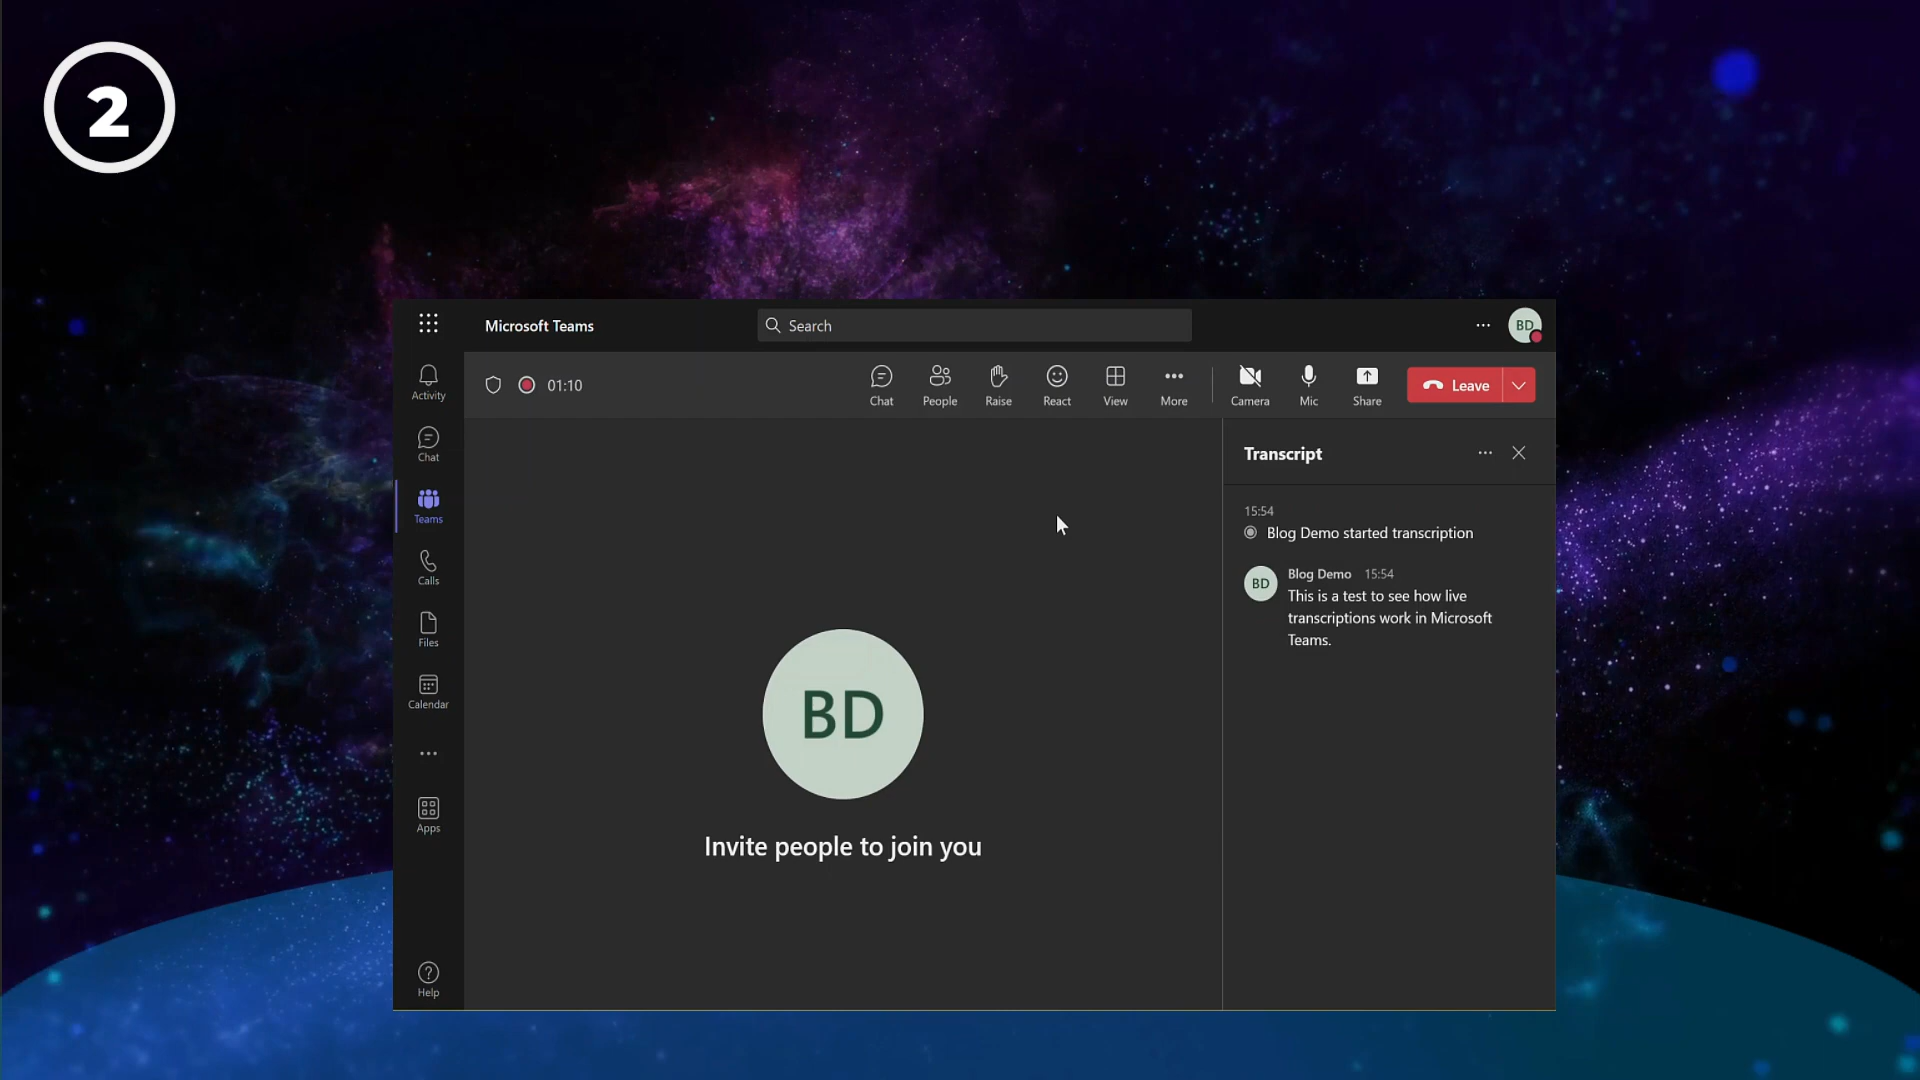 2
Microsoft Teams
Search
BD
Activity
Chat
Teams
Calls
Files
Calendar
Apps
Help
01:10
Chat
People
Raise
React
View
More
Camera
Mic
Share
Leave
BD
Invite people to join you
Transcript
15:54
Blog Demo started transcription
BD
Blog Demo 15:54
This is a test to see how live
transcriptions work in Microsoft
Teams.